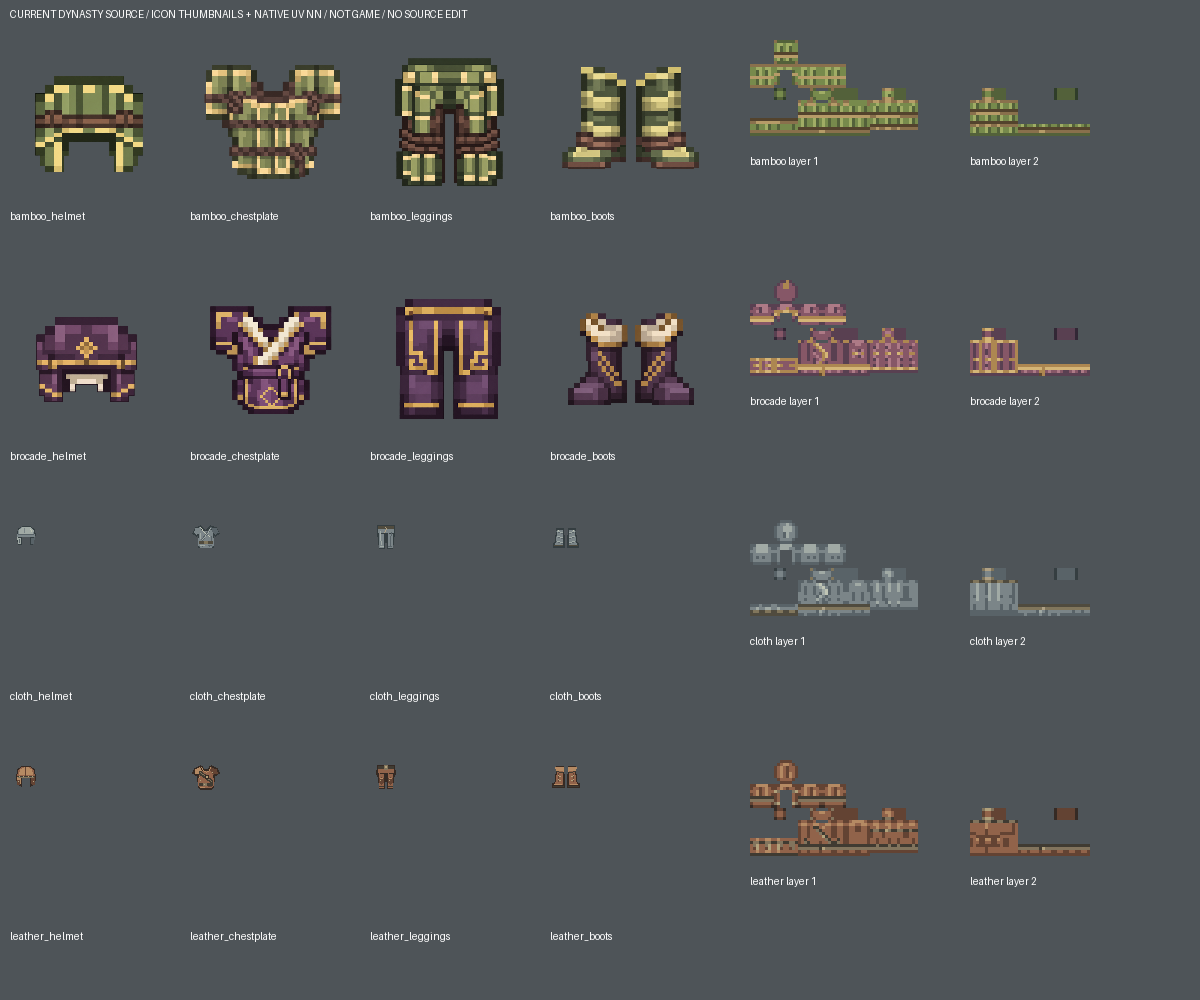 CURRENT DYNASTY SOURCE / ICON THUMBNAILS + NATIVE UV NN / NOT GAME / NO SOURCE EDIT
bamboo_helmet
bamboo_chestplate
bamboo_leggings
bamboo_boots
bamboo layer 1
bamboo layer 2
brocade_helmet
brocade_chestplate
brocade_leggings
brocade_boots
brocade layer 1
brocade layer 2
cloth_helmet
cloth_chestplate
cloth_leggings
cloth_boots
cloth layer 1
cloth layer 2
leather_helmet
leather_chestplate
leather_leggings
leather_boots
leather layer 1
leather layer 2